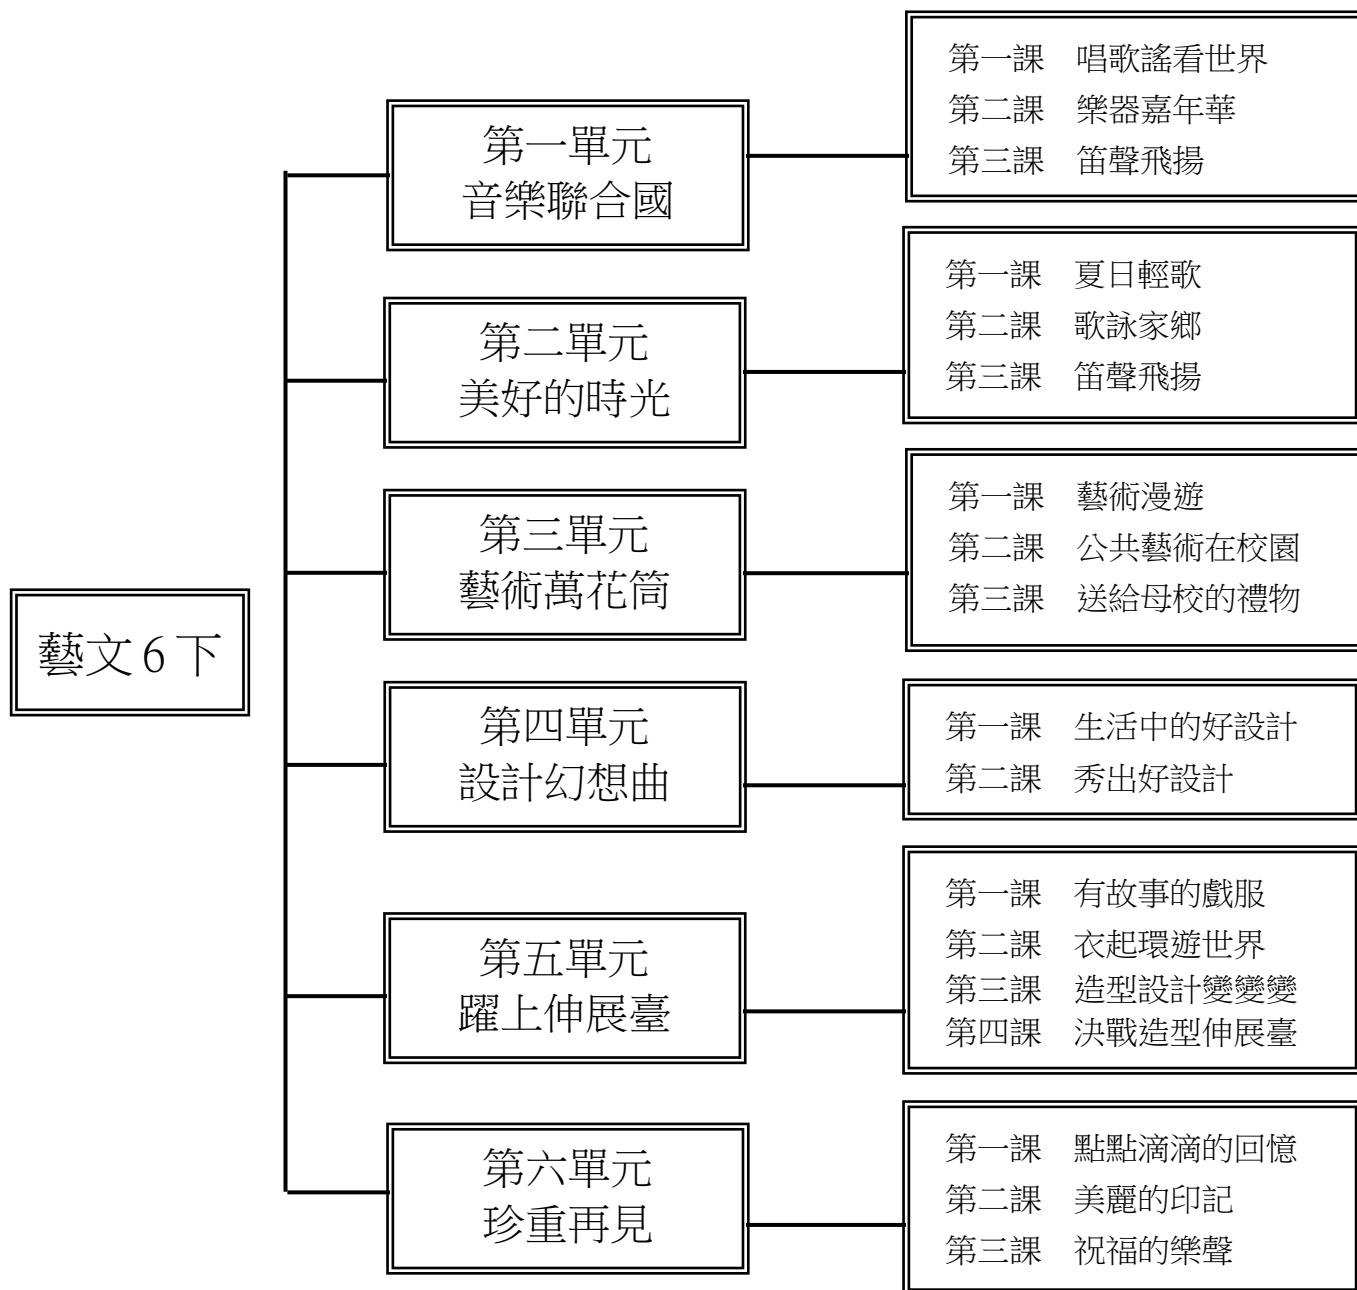 藝文6下
第一單元
音樂聯合國
第一課 唱歌謠看世界
第二課 樂器嘉年華
第三課 笛聲飛揚
第二單元
美好的時光
第一課 夏日輕歌
第二課 歌詠家鄉
第三課 笛聲飛揚
第三單元
藝術萬花筒
第一課 藝術漫遊
第二課 公共藝術在校園
第三課 送給母校的禮物
第四單元
設計幻想曲
第一課 生活中的好設計
第二課 秀出好設計
第五單元
躍上伸展臺
第一課 有故事的戲服
第二課 衣起環遊世界
第三課 造型設計變變變
第四課 決戰造型伸展臺
第六單元
珍重再見
第一課 點點滴滴的回憶
第二課 美麗的印記
第三課 祝福的樂聲